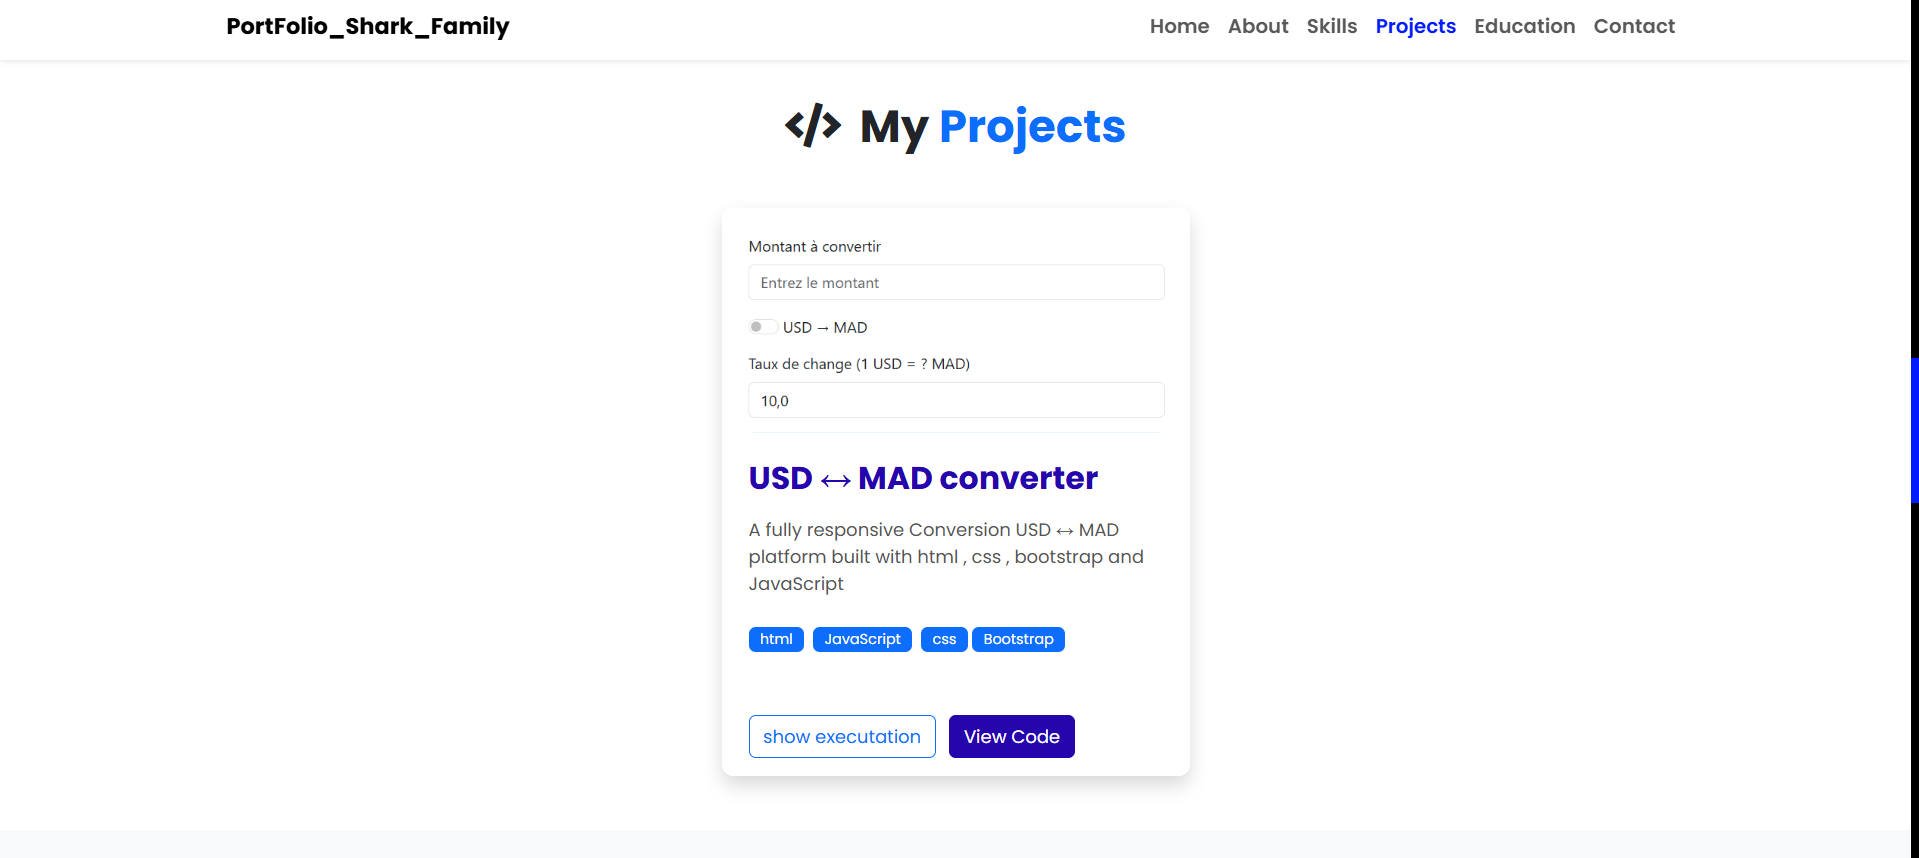 PortFolio_Shark_Family
Home About Skills Projects Education Contact
</> My Projects
Montant à convertir
Entrez le montant
USD → MAD
Taux de change (1 USD = ? MAD)
10,0
USD ↔ MAD converter
A fully responsive Conversion USD ↔ MAD
platform built with html , css , bootstrap and
JavaScript
html JavaScript css Bootstrap
show executation View Code